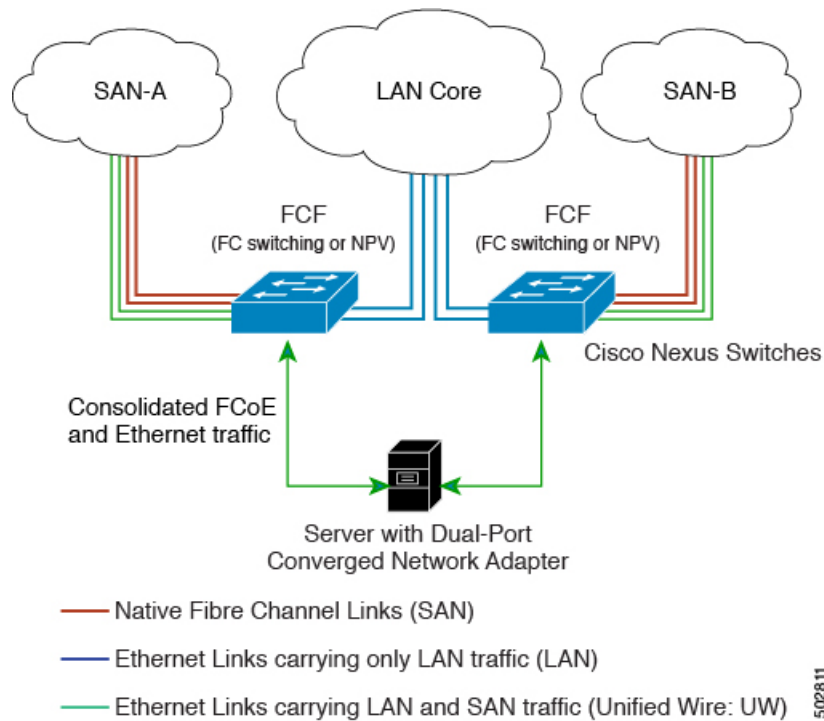 SAN-A
LAN Core
SAN-B
FCF
(FC switching or NPV)
FCF
(FC switching or NPV)
Cisco Nexus Switches
Consolidated FCoE
and Ethernet traffic
Server with Dual-Port
Converged Network Adapter
Native Fibre Channel Links (SAN)
Ethernet Links carrying only LAN traffic (LAN)
Ethernet Links carrying LAN and SAN traffic (Unified Wire: UW)
502811